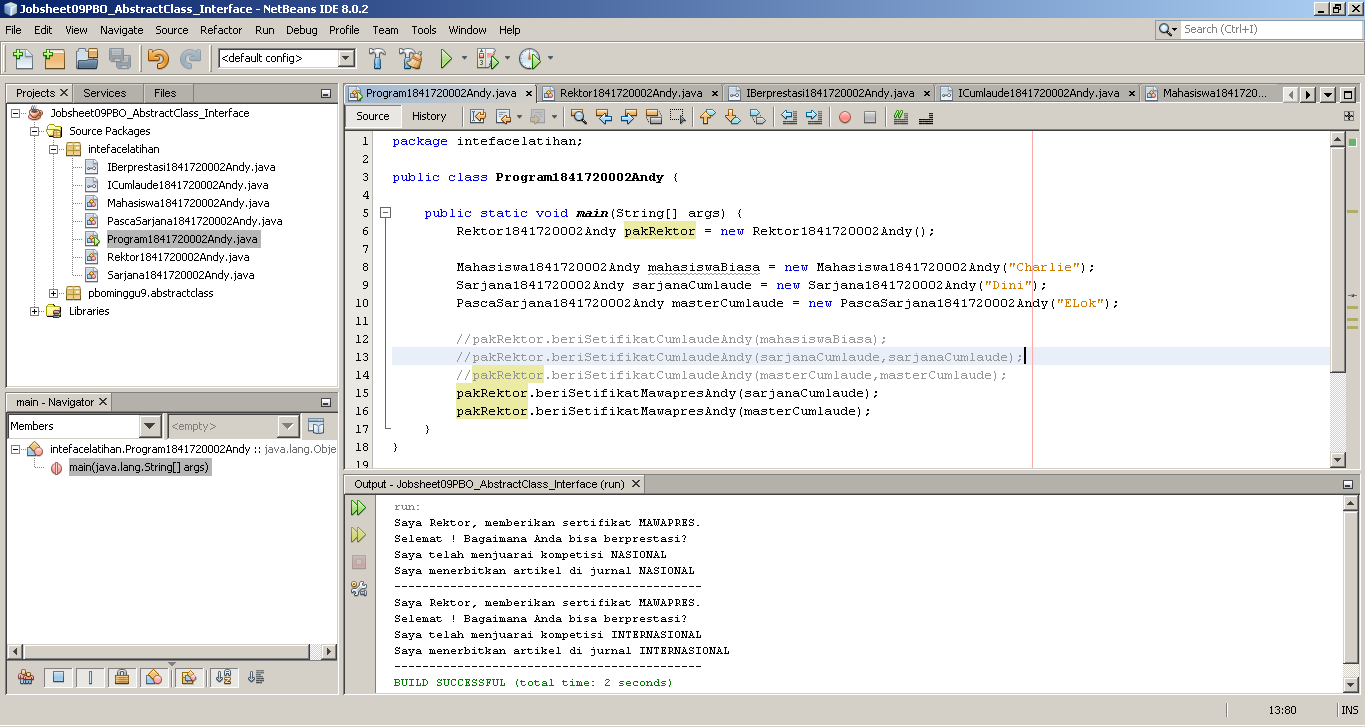 Jobsheet09PBO_AbstractClass_Interface - NetBeans IDE 8.0.2
File Edit View Navigate Source Refactor Run Debug Profile Team Tools Window Help
Search (Ctrl+I)
<default config>
Projects Services Files
Jobsheet09PBO_AbstractClass_Interface
Source Packages
intefacelatihan
IBerprestasi1841720002Andy.java
ICumlaude1841720002Andy.java
Mahasiswa1841720002Andy.java
PascaSarjana1841720002Andy.java
Program1841720002Andy.java
Rektor1841720002Andy.java
Sarjana1841720002Andy.java
pbominggu9.abstractclass
Libraries
main - Navigator
Members <empty>
intefacelatihan.Program1841720002Andy :: java.lang.Obje
main(java.lang.String[] args)
Program1841720002Andy.java Rektor1841720002Andy.java IBerprestasi1841720002Andy.java ICumlaude1841720002Andy.java Mahasiswa1841720...
Source History
1 package intefacelatihan;
2
3 public class Program1841720002Andy {
4
5 public static void main(String[] args) {
6 Rektor1841720002Andy pakRektor = new Rektor1841720002Andy();
7
8 Mahasiswa1841720002Andy mahasiswaBiasa = new Mahasiswa1841720002Andy("Charlie");
9 Sarjana1841720002Andy sarjanaCumlaude = new Sarjana1841720002Andy("Dini");
10 PascaSarjana1841720002Andy masterCumlaude = new PascaSarjana1841720002Andy("ELok");
11
12 //pakRektor.beriSetifikatCumlaudeAndy(mahasiswaBiasa);
13 //pakRektor.beriSetifikatCumlaudeAndy(sarjanaCumlaude,sarjanaCumlaude);
14 //pakRektor.beriSetifikatCumlaudeAndy(masterCumlaude,masterCumlaude);
15 pakRektor.beriSetifikatMawapresAndy(sarjanaCumlaude);
16 pakRektor.beriSetifikatMawapresAndy(masterCumlaude);
17 }
18 }
19
Output - Jobsheet09PBO_AbstractClass_Interface (run)
run:
Saya Rektor, memberikan sertifikat MAWAPRES.
Selemat ! Bagaimana Anda bisa berprestasi?
Saya telah menjuarai kompetisi NASIONAL
Saya menerbitkan artikel di jurnal NASIONAL
-----------------------------------------
Saya Rektor, memberikan sertifikat MAWAPRES.
Selemat ! Bagaimana Anda bisa berprestasi?
Saya telah menjuarai kompetisi INTERNASIONAL
Saya menerbitkan artikel di jurnal INTERNASIONAL
-----------------------------------------
BUILD SUCCESSFUL (total time: 2 seconds)
13:80 INS